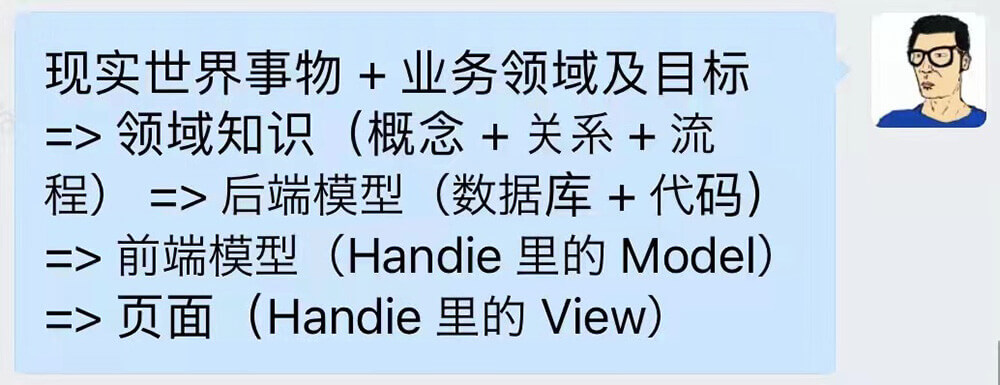 现实世界事物 + 业务领域及目标
=> 领域知识（概念 + 关系 + 流
程） => 后端模型（数据库 + 代码）
=> 前端模型（Handie 里的 Model）
=> 页面（Handie 里的 View）